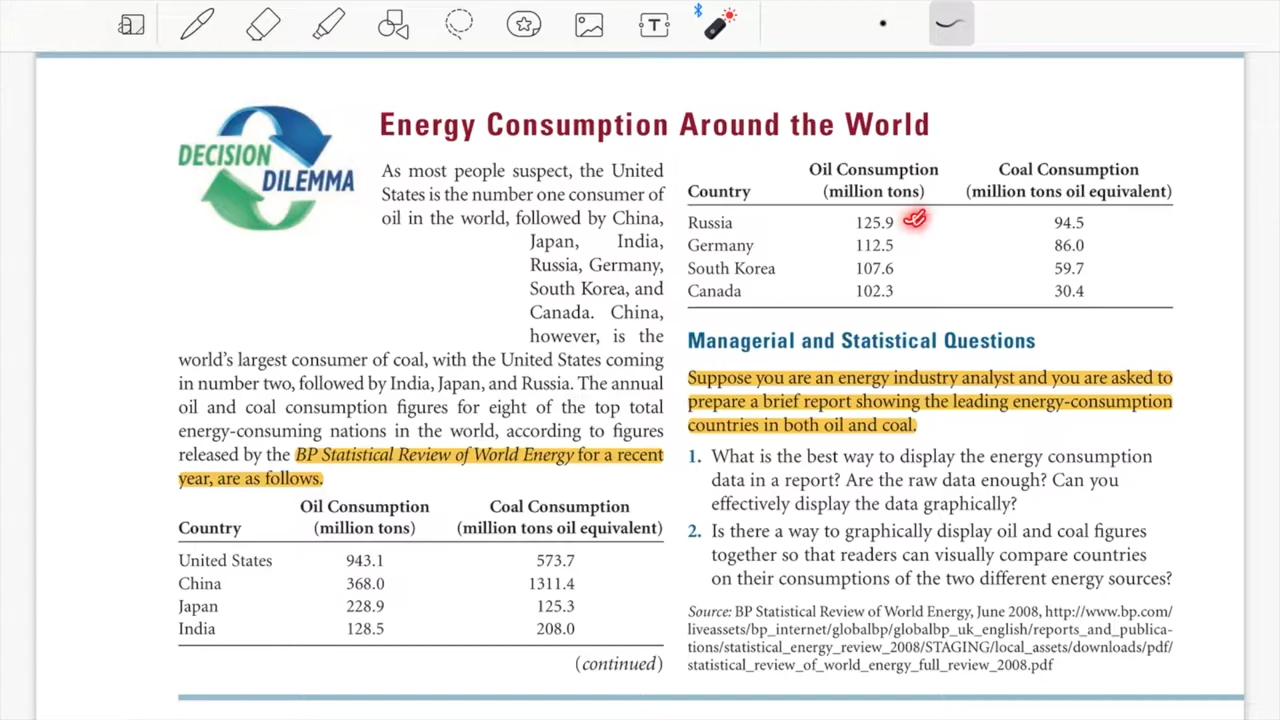 Energy Consumption Around the World
DECISION
DILEMMA
As most people suspect, the United
States is the number one consumer of
oil in the world, followed by China,
Japan, India,
Russia, Germany,
South Korea, and
Canada. China,
however, is the
world's largest consumer of coal, with the United States coming
in number two, followed by India, Japan, and Russia. The annual
oil and coal consumption figures for eight of the top total
energy-consuming nations in the world, according to figures
released by the BP Statistical Review of World Energy for a recent
year, are as follows.
Oil Consumption Coal Consumption
Country (million tons) (million tons oil equivalent)
United States 943.1 573.7
China 368.0 1311.4
Japan 228.9 125.3
India 128.5 208.0
(continued)
Oil Consumption Coal Consumption
Country (million tons) (million tons oil equivalent)
Russia 125.9 94.5
Germany 112.5 86.0
South Korea 107.6 59.7
Canada 102.3 30.4
Managerial and Statistical Questions
Suppose you are an energy industry analyst and you are asked to
prepare a brief report showing the leading energy-consumption
countries in both oil and coal.
1. What is the best way to display the energy consumption
data in a report? Are the raw data enough? Can you
effectively display the data graphically?
2. Is there a way to graphically display oil and coal figures
together so that readers can visually compare countries
on their consumptions of the two different energy sources?
Source: BP Statistical Review of World Energy, June 2008, http://www.bp.com/
liveassets/bp_internet/globalbp/globalbp_uk_english/reports_and_publica-
tions/statistical_energy_review_2008/STAGING/local_assets/downloads/pdf/
statistical_review_of_world_energy_full_review_2008.pdf